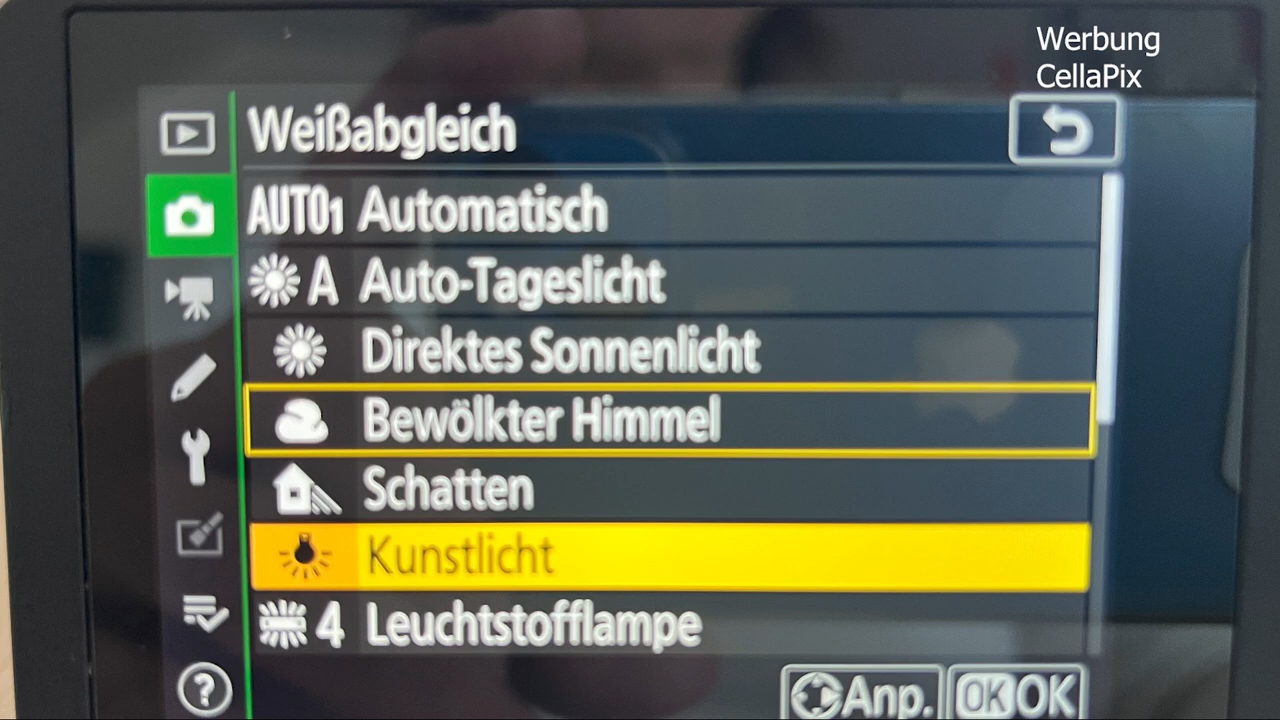 Werbung
CellaPix
Weißabgleich
AUTO1 Automatisch
A Auto-Tageslicht
Direktes Sonnenlicht
Bewölkter Himmel
Schatten
Kunstlicht
4 Leuchtstofflampe
? Anp. OK OK